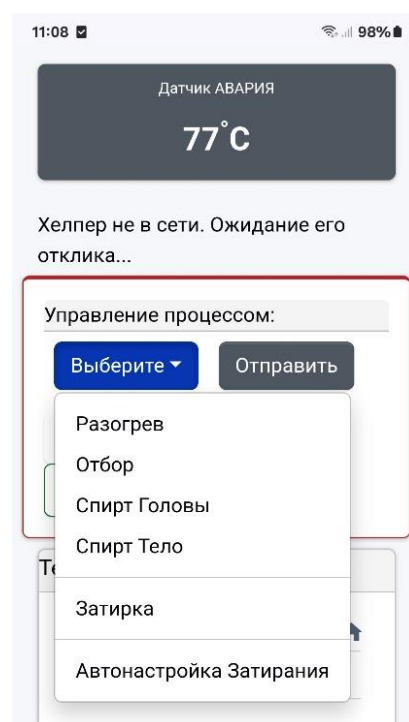 11:08 98%
Датчик АВАРИЯ
77°C
Хелпер не в сети. Ожидание его
отклика...
Управление процессом:
Выберите Отправить
Разогрев
Отбор
Спирт Головы
Спирт Тело
Те
Затирка
Автонастройка Затирания